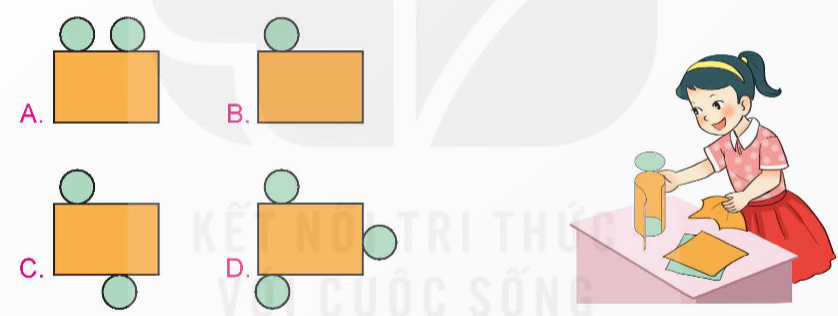 A.
B.
C.
D.
KẾT NỐI TRI THỨC
VỚI CUỘC SỐNG